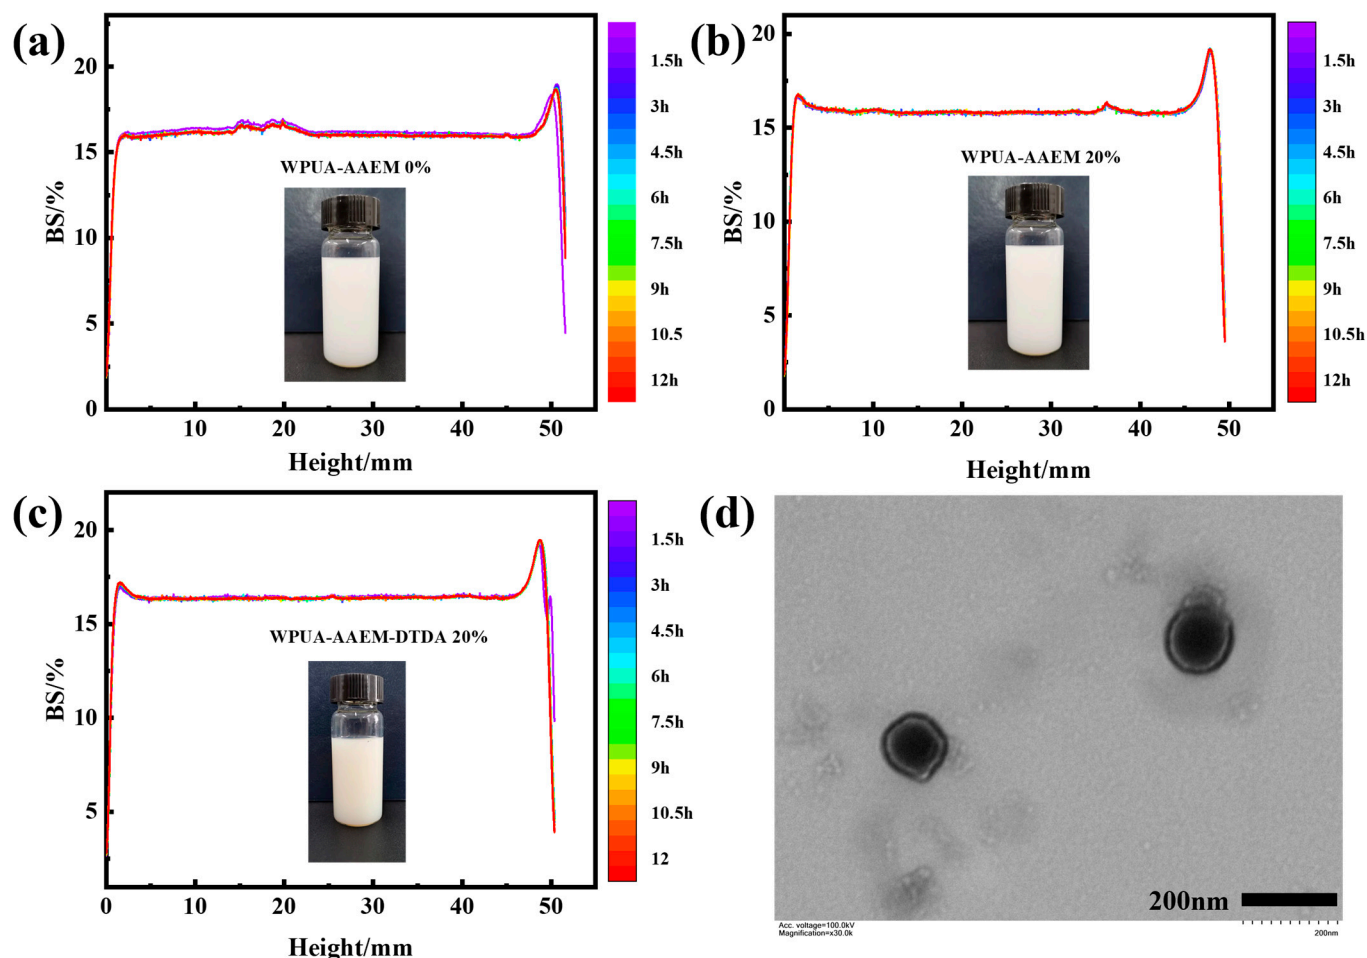 (a)
BS/%
20
15
10
5
0
10
20
30
40
50
Height/mm
WPUA-AAEM 0%
1.5h
3h
4.5h
6h
7.5h
9h
10.5
12h
(b)
BS/%
20
15
10
5
0
10
20
30
40
50
Height/mm
WPUA-AAEM 20%
1.5h
3h
4.5h
6h
7.5h
9h
10.5h
12h
(c)
BS/%
20
15
10
5
0
10
20
30
40
50
Height/mm
WPUA-AAEM-DTDA 20%
1.5h
3h
4.5h
6h
7.5h
9h
10.5h
12
(d)
200nm
Acc. voltage=100.0kV
Magnification=x30.0k
200nm